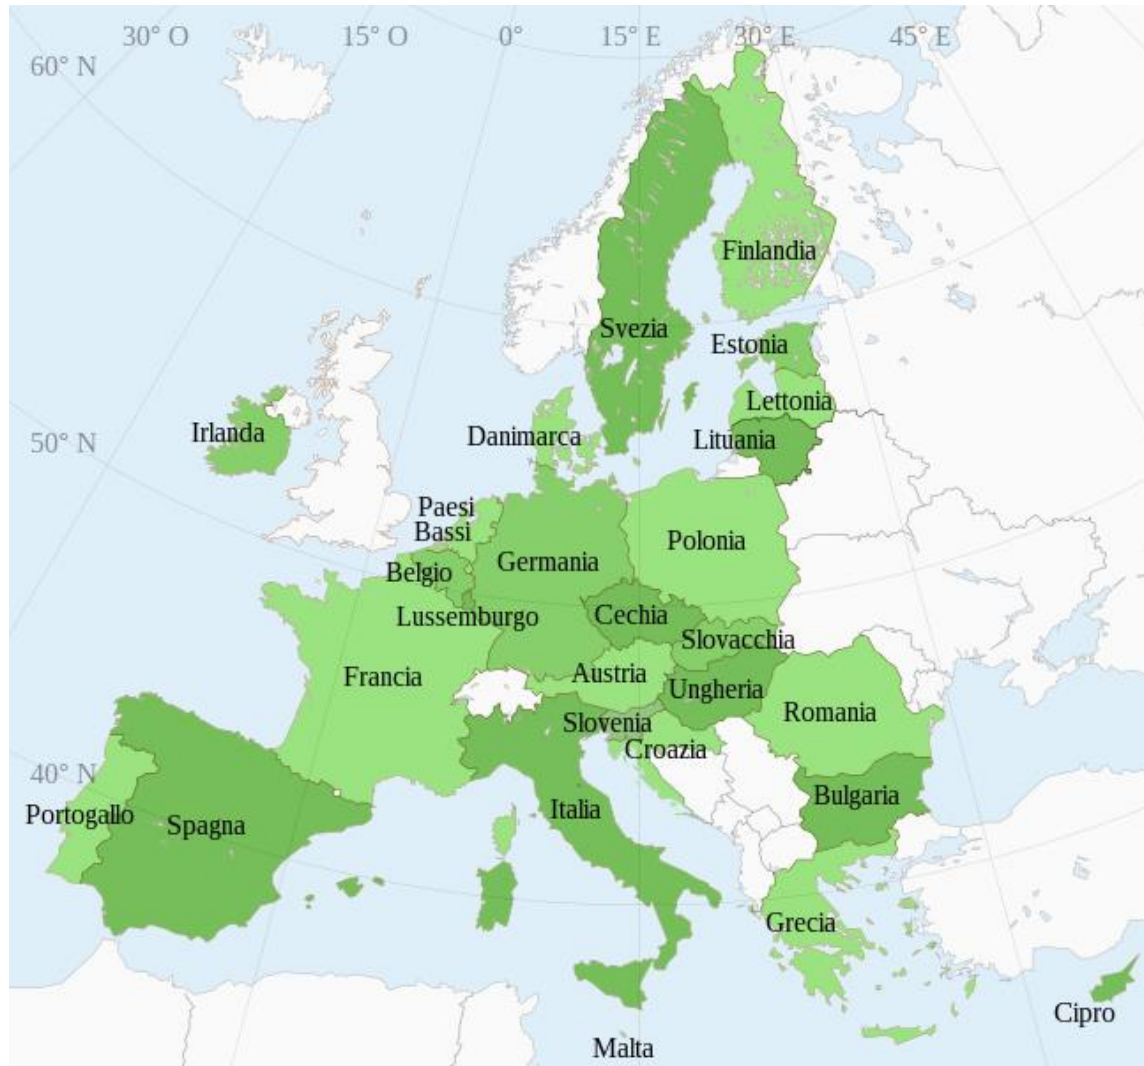 30° O
15° O
0°
15° E
30° E
45° E
60° N
Finlandia
Svezia
Estonia
Lettonia
Irlanda
Danimarca
Lituania
50° N
Paesi
Bassi
Polonia
Germania
Belgio
Lussemburgo
Cechia
Slovacchia
Francia
Austria
Ungheria
Romania
Slovenia
Croazia
40° N
Bulgaria
Portogallo
Spagna
Italia
Grecia
Cipro
Malta